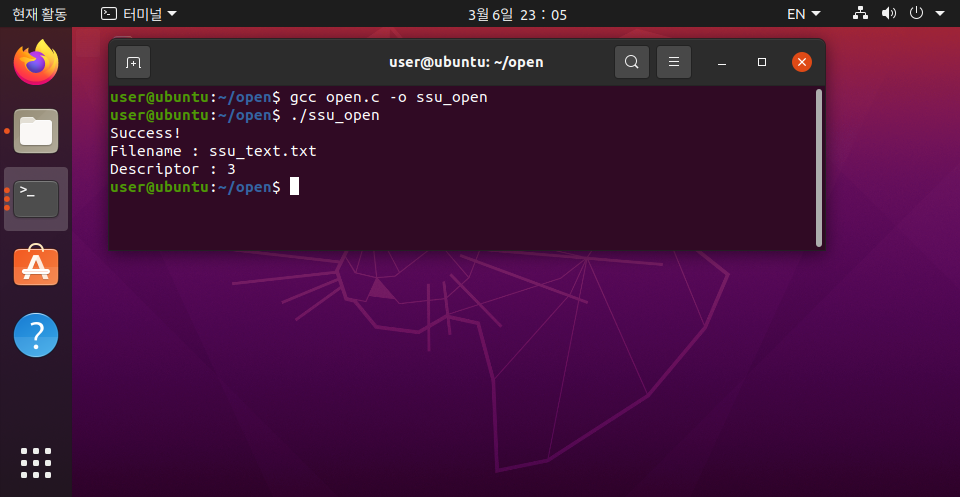 현재 활동 터미널 3월 6일 23 : 05 EN
user@ubuntu: ~/open
user@ubuntu:~/open$ gcc open.c -o ssu_open
user@ubuntu:~/open$ ./ssu_open
Success!
Filename : ssu_text.txt
Descriptor : 3
user@ubuntu:~/open$